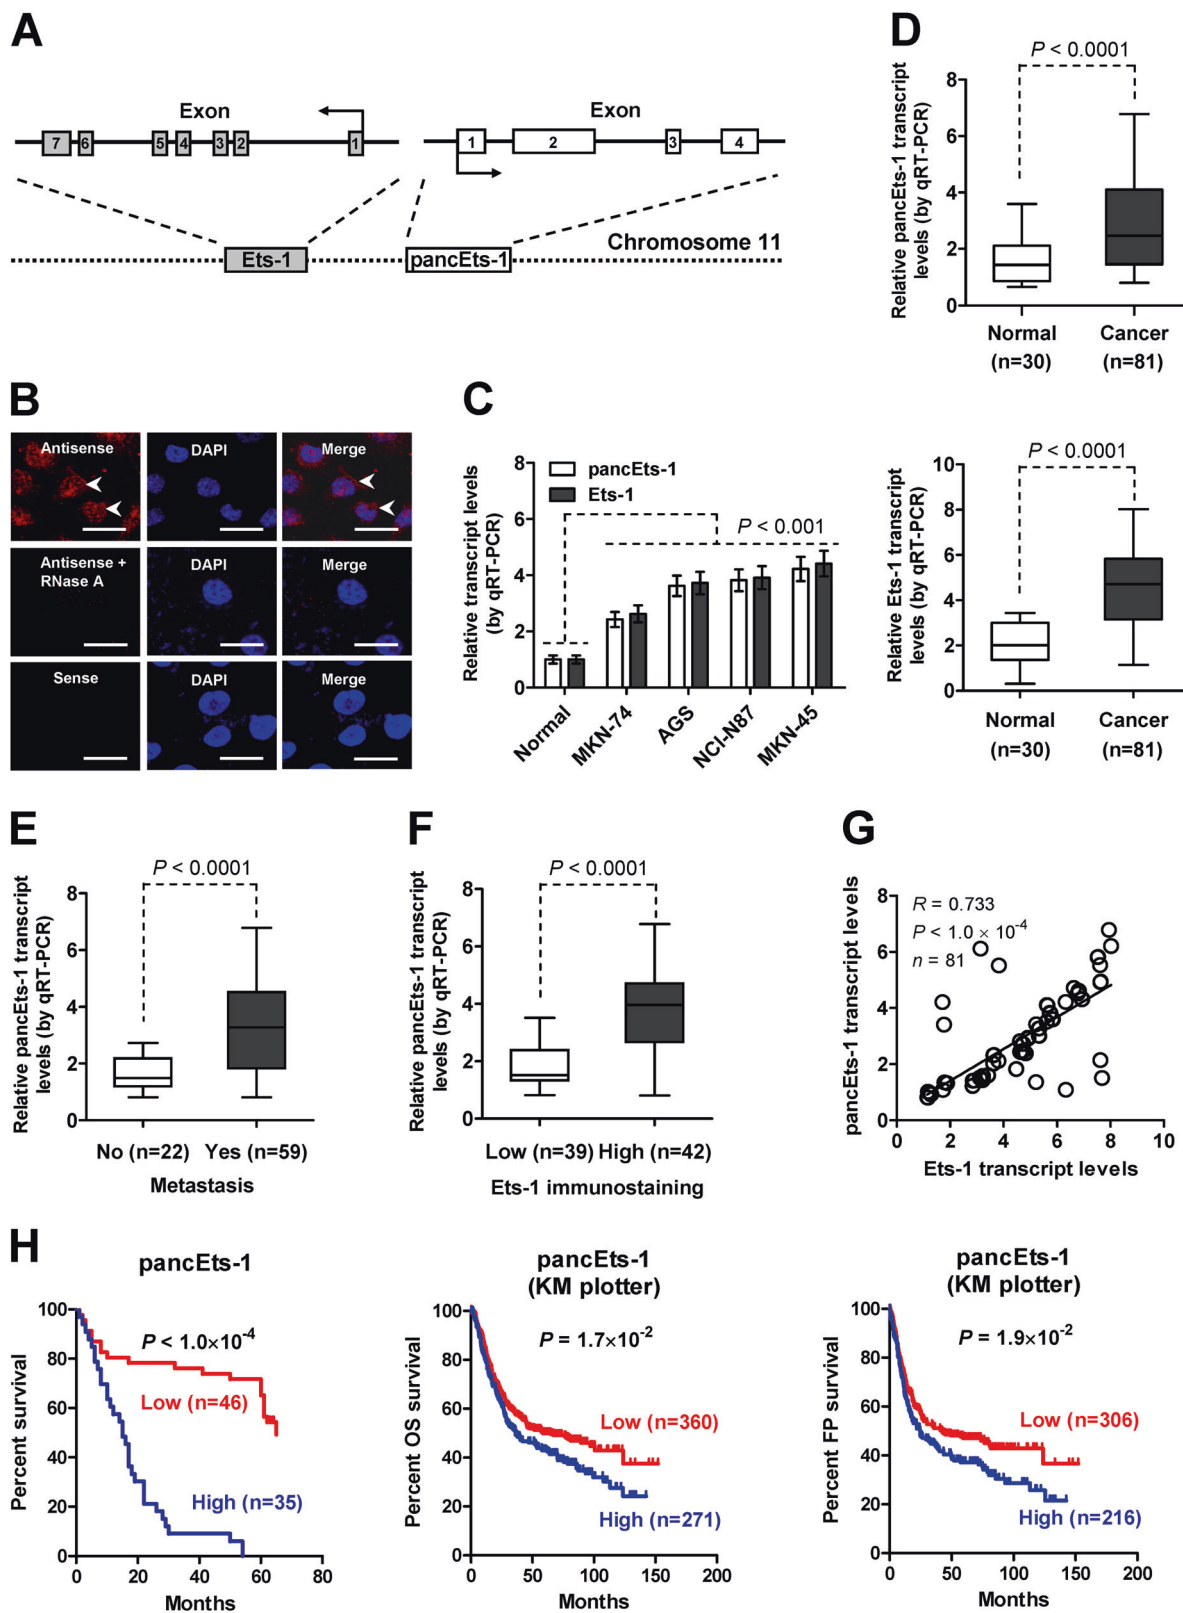 A
Exon
7 6 5 4 3 2 1
Exon
1 2 3 4
Chromosome 11
Ets-1
pancEts-1
B
Antisense
DAPI
Merge
Antisense +
RNase A
DAPI
Merge
Sense
DAPI
Merge
C
Relative transcript levels
(by qRT-PCR)
8
6
4
2
0
pancEts-1
Ets-1
P < 0.001
Normal
MKN-74
AGS
NCI-N87
MKN-45
D
P < 0.0001
Relative pancEts-1 transcript
levels (by qRT-PCR)
8
6
4
2
0
Normal
(n=30)
Cancer
(n=81)
P < 0.0001
Relative Ets-1 transcript
levels (by qRT-PCR)
10
8
6
4
2
0
Normal
(n=30)
Cancer
(n=81)
E
P < 0.0001
Relative pancEts-1 transcript
levels (by qRT-PCR)
8
6
4
2
0
No (n=22) Yes (n=59)
Metastasis
F
P < 0.0001
Relative pancEts-1 transcript
levels (by qRT-PCR)
8
6
4
2
0
Low (n=39) High (n=42)
Ets-1 immunostaining
G
pancEts-1 transcript levels
8
6
4
2
0
R = 0.733
P < 1.0 × 10⁻⁴
n = 81
0 2 4 6 8 10
Ets-1 transcript levels
H
pancEts-1
Percent survival
100
80
60
40
20
0
P < 1.0×10⁻⁴
Low (n=46)
High (n=35)
0 20 40 60 80
Months
pancEts-1
(KM plotter)
Percent OS survival
100
80
60
40
20
0
P = 1.7×10⁻²
Low (n=360)
High (n=271)
0 50 100 150 200
Months
pancEts-1
(KM plotter)
Percent FP survival
100
80
60
40
20
0
P = 1.9×10⁻²
Low (n=306)
High (n=216)
0 50 100 150 200
Months